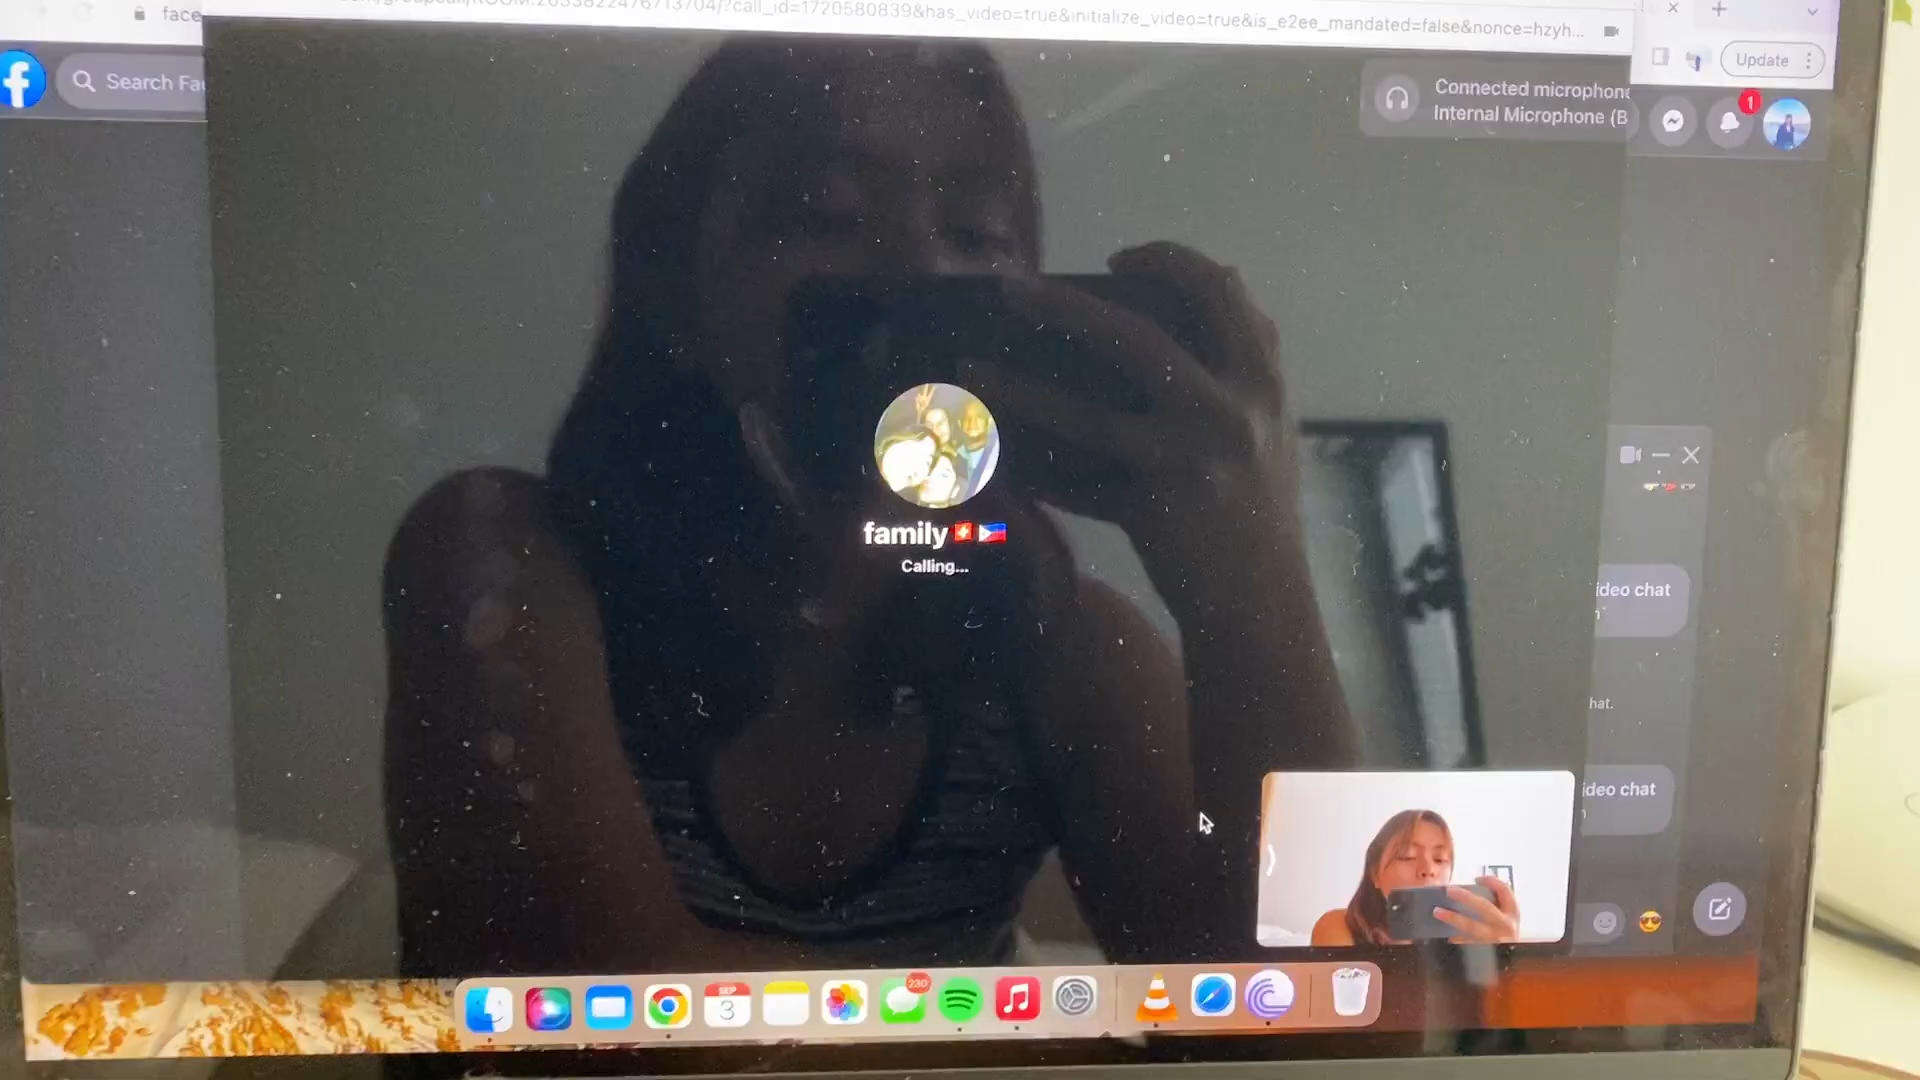 /?call_id=1720580839&has_video=true&initialize_video=true&is_e2ee_mandated=false&nonce=hzyh...
face
Update
Search Fa
Connected microphone
Internal Microphone (B
1
family
Calling...
ideo chat
hat.
ideo chat
SEP
3
230